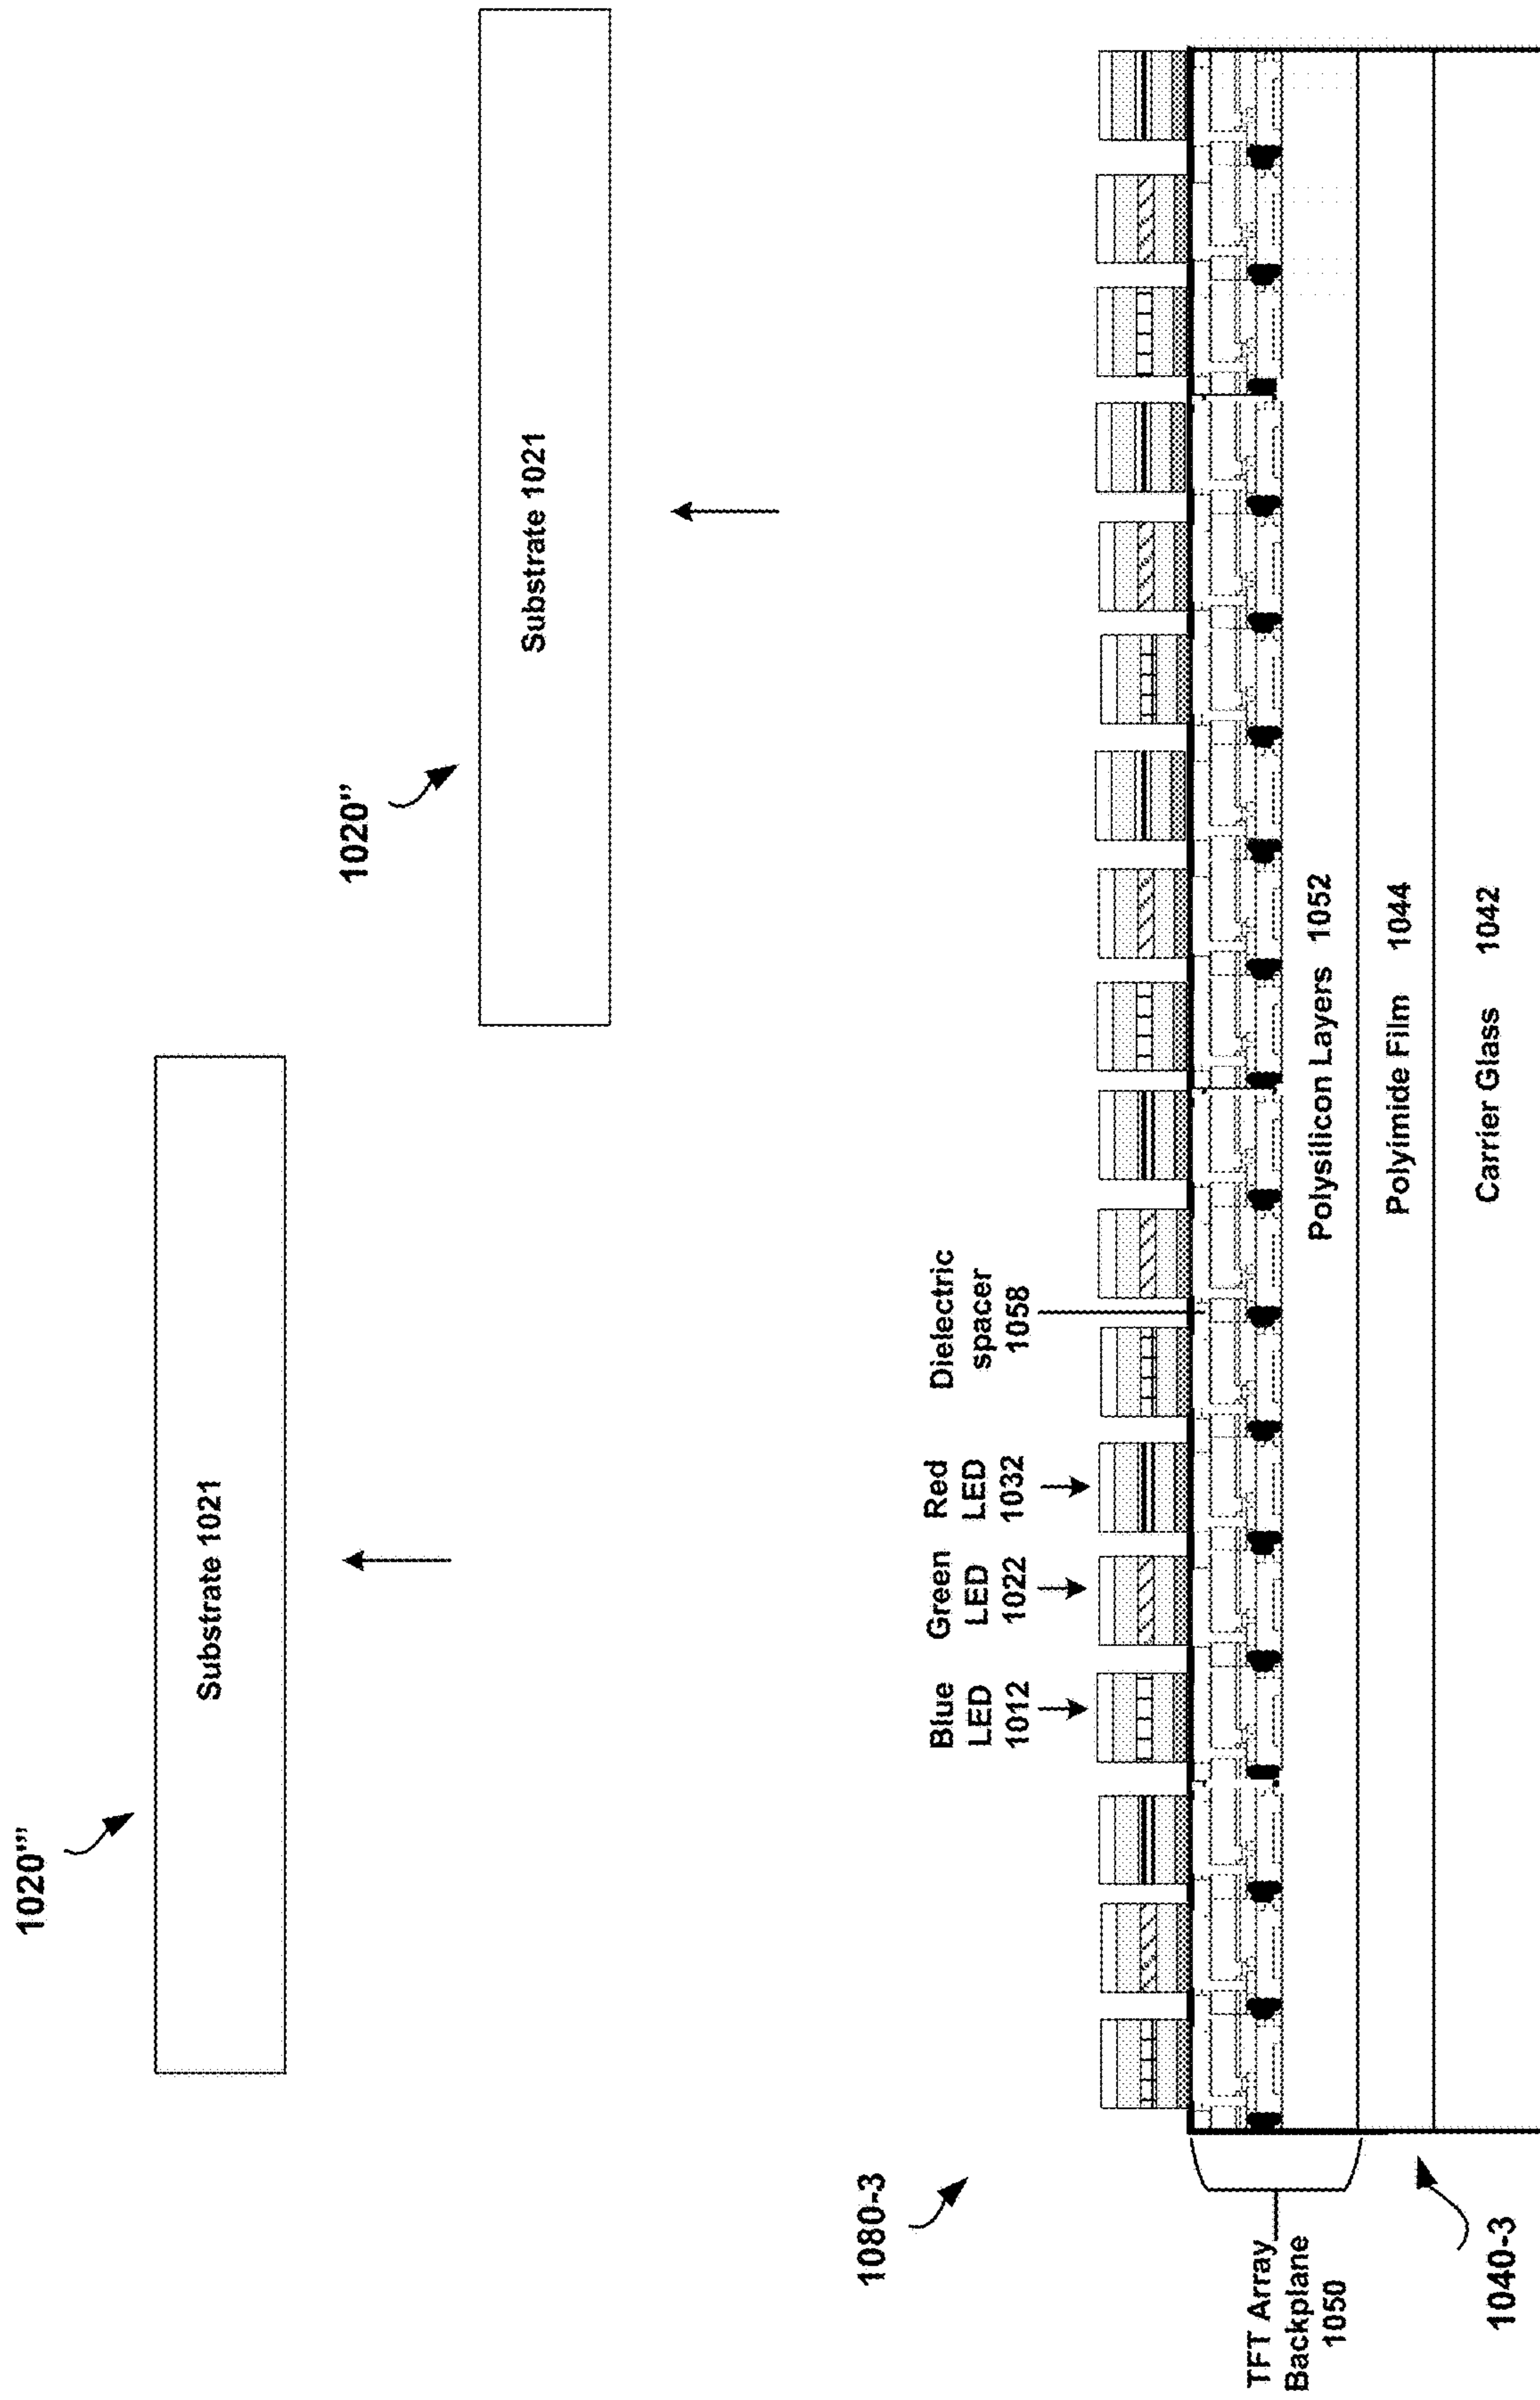 1020'''
Substrate 1021
1020''
Substrate 1021
1080-3
Blue
LED
1012
Green
LED
1022
Red
LED
1032
Dielectric
spacer
1058
TFT Array
Backplane
1050
Polysilicon Layers 1052
Polyimide Film 1044
Carrier Glass 1042
1040-3